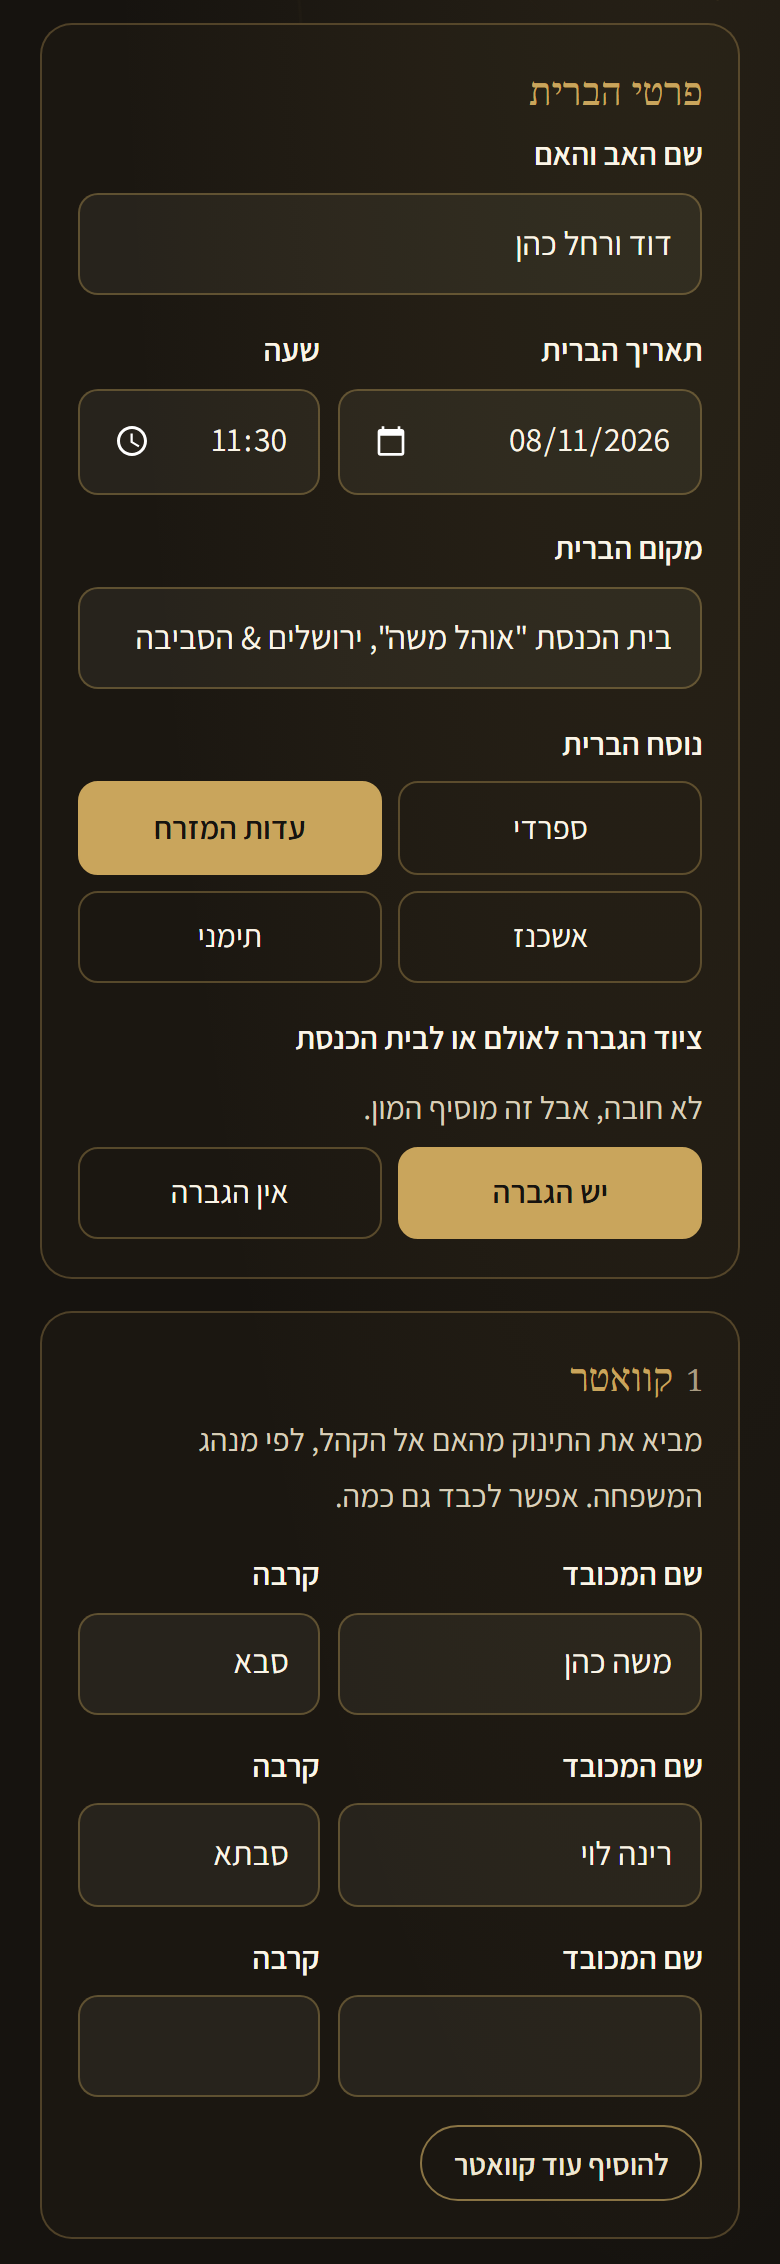 פרטי הברית
שם האב והאם
דוד ורחל כהן
תאריך הברית
שעה
08/11/2026
11:30
מקום הברית
בית הכנסת "אוהל משה", ירושלים & הסביבה
נוסח הברית
ספרדי
עדות המזרח
אשכנז
תימני
ציוד הגברה לאולם או לבית הכנסת
לא חובה, אבל זה מוסיף המון.
יש הגברה
אין הגברה
1 קוואטר
מביא את התינוק מהאם אל הקהל, לפי מנהג
המשפחה. אפשר לכבד גם כמה.
שם המכובד
קרבה
משה כהן
סבא
שם המכובד
קרבה
רינה לוי
סבתא
שם המכובד
קרבה
להוסיף עוד קוואטר